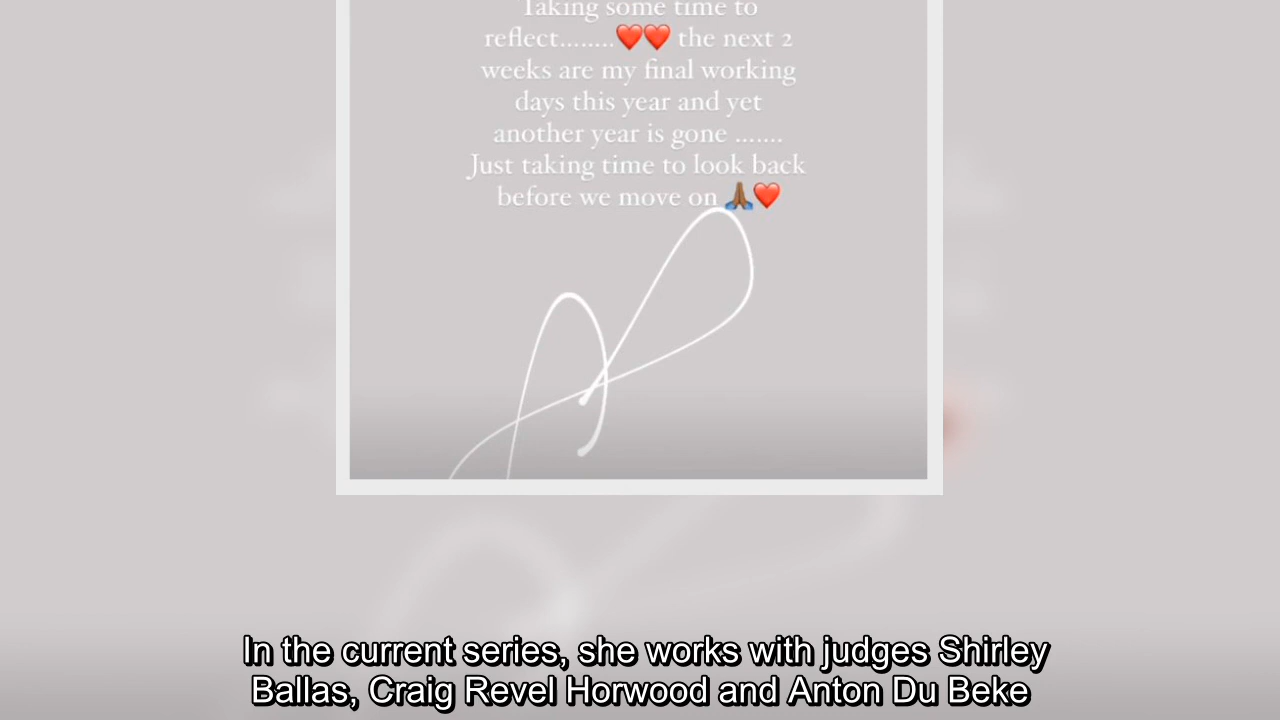 Taking some time to
reflect........❤️❤️ the next 2
weeks are my final working
days this year and yet
another year is gone .......
Just taking time to look back
before we move on 🙏🏾❤️
In the current series, she works with judges Shirley
Ballas, Craig Revel Horwood and Anton Du Beke